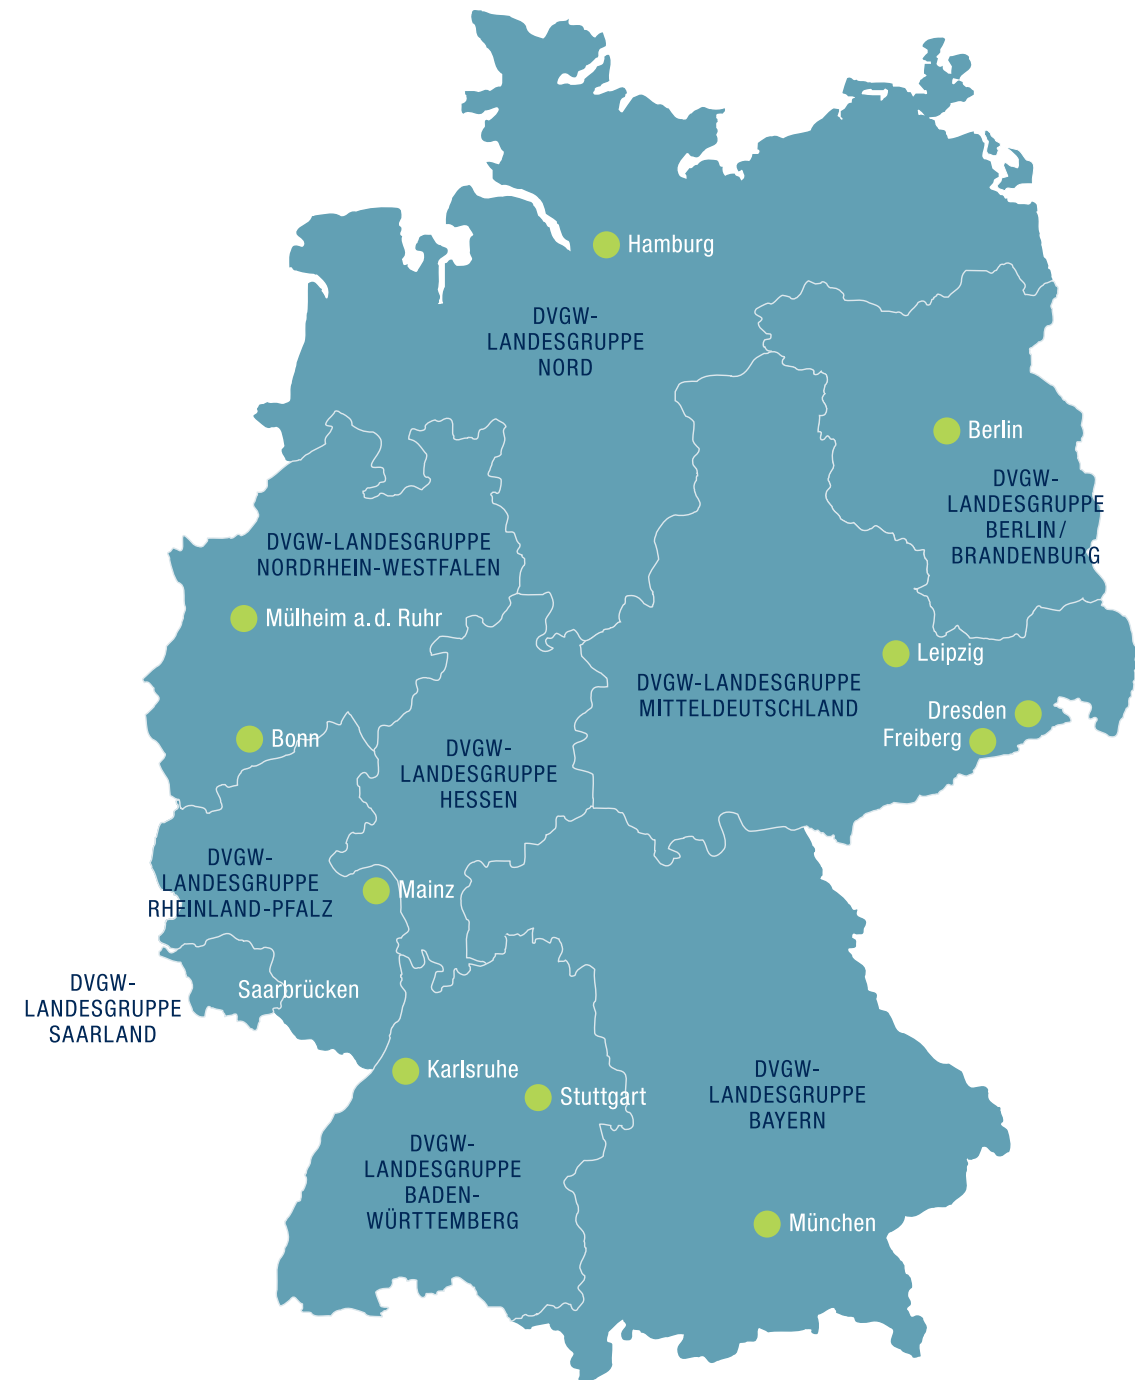 Hamburg
DVGW-
LANDESGRUPPE
NORD
Berlin
DVGW-
LANDESGRUPPE
BERLIN/
BRANDENBURG
DVGW-LANDESGRUPPE
NORDRHEIN-WESTFALEN
Mülheim a. d. Ruhr
Leipzig
DVGW-LANDESGRUPPE
MITTELDEUTSCHLAND
Dresden
Freiberg
Bonn
DVGW-
LANDESGRUPPE
HESSEN
DVGW-
LANDESGRUPPE
RHEINLAND-PFALZ
Mainz
DVGW-
LANDESGRUPPE
SAARLAND
Saarbrücken
Karlsruhe
Stuttgart
DVGW-
LANDESGRUPPE
BAYERN
DVGW-
LANDESGRUPPE
BADEN-
WÜRTTEMBERG
München